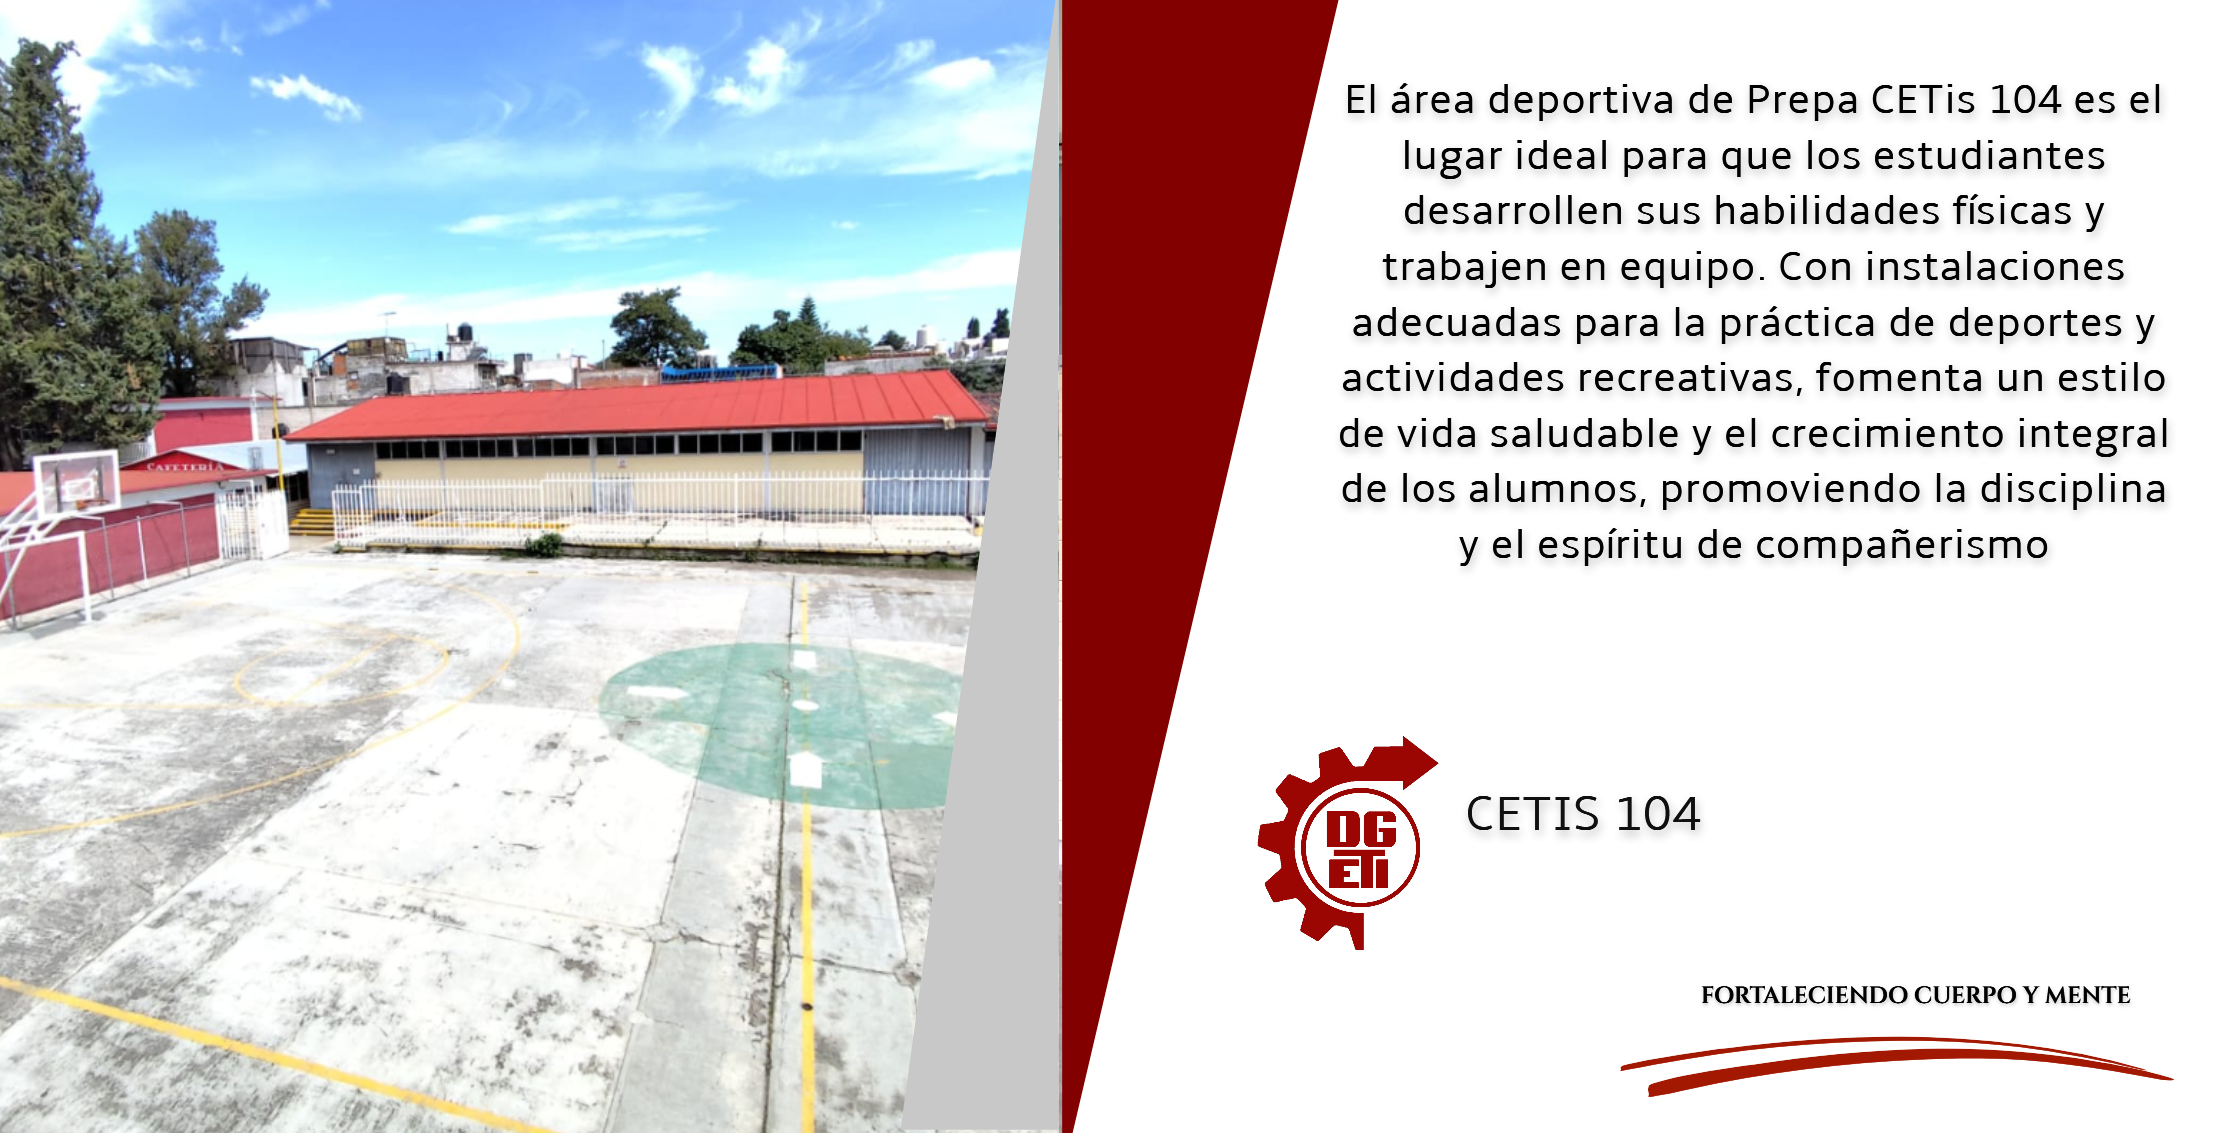 CAFETERÍA
El área deportiva de Prepa CETis 104 es el
lugar ideal para que los estudiantes
desarrollen sus habilidades físicas y
trabajen en equipo. Con instalaciones
adecuadas para la práctica de deportes y
actividades recreativas, fomenta un estilo
de vida saludable y el crecimiento integral
de los alumnos, promoviendo la disciplina
y el espíritu de compañerismo
DG
ETI
CETIS 104
FORTALECIENDO CUERPO Y MENTE